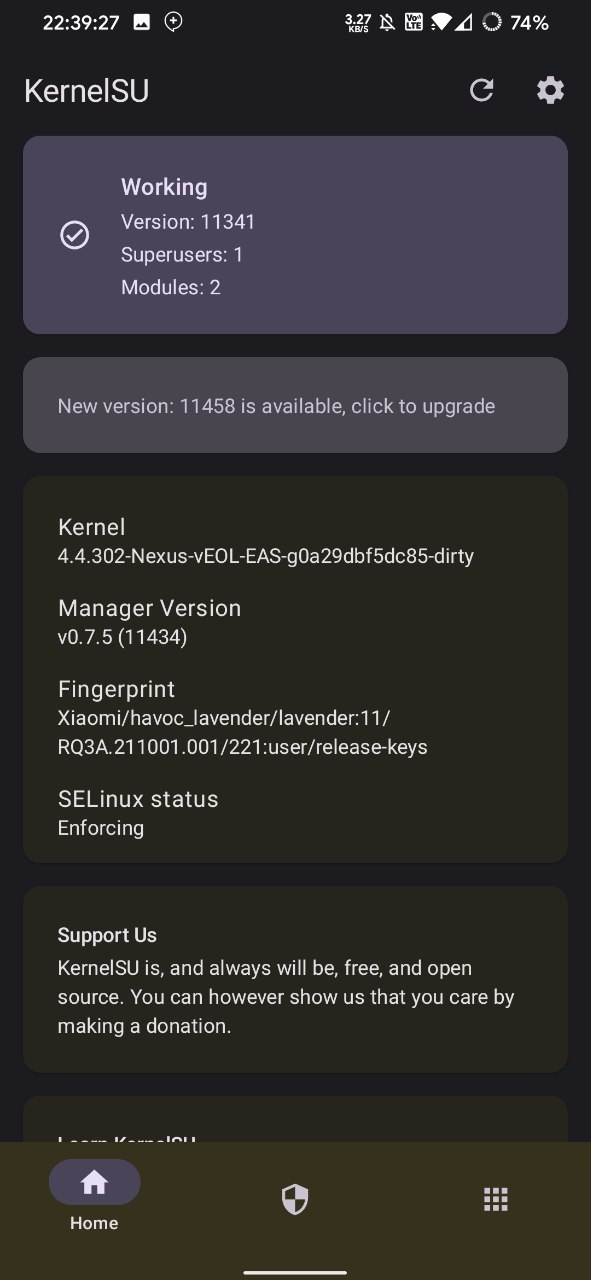 22:39:27
3.27 KB/S
Vo) LTE
74%
KernelSU
Working
Version: 11341
Superusers: 1
Modules: 2
New version: 11458 is available, click to upgrade
Kernel
4.4.302-Nexus-vEOL-EAS-g0a29dbf5dc85-dirty
Manager Version
v0.7.5 (11434)
Fingerprint
Xiaomi/havoc_lavender/lavender:11/
RQ3A.211001.001/221:user/release-keys
SELinux status
Enforcing
Support Us
KernelSU is, and always will be, free, and open
source. You can however show us that you care by
making a donation.
Learn KernelSU
Home